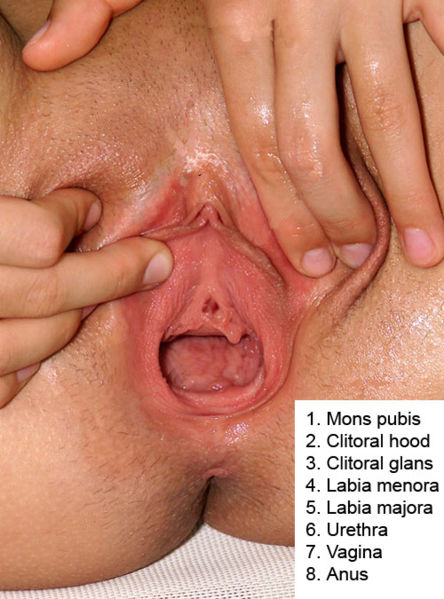 1. Mons pubis
2. Clitoral hood
3. Clitoral glans
4. Labia menora
5. Labia majora
6. Urethra
7. Vagina
8. Anus